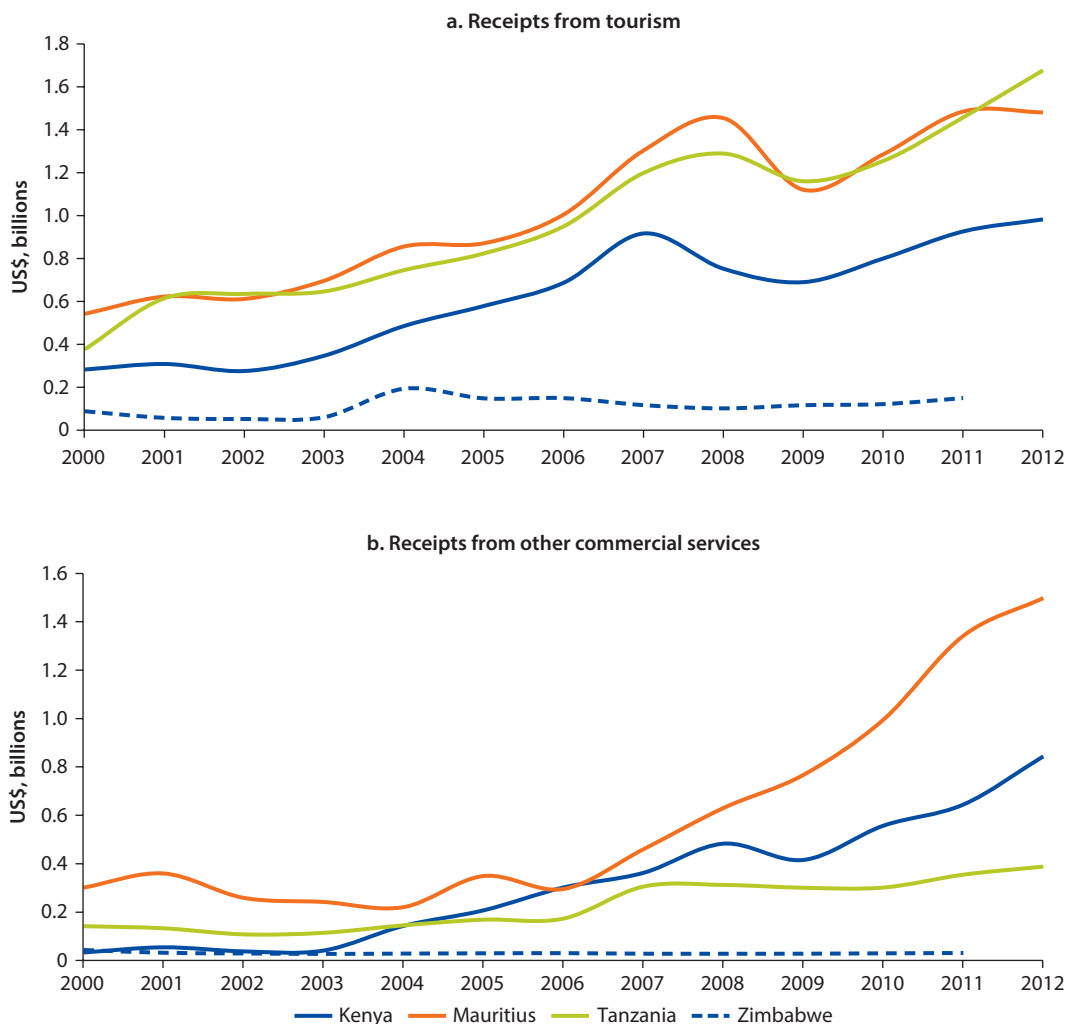 a. Receipts from tourism
US$, billions
1.8
1.6
1.4
1.2
1.0
0.8
0.6
0.4
0.2
0
2000 2001 2002 2003 2004 2005 2006 2007 2008 2009 2010 2011 2012
b. Receipts from other commercial services
US$, billions
1.6
1.4
1.2
1.0
0.8
0.6
0.4
0.2
0
2000 2001 2002 2003 2004 2005 2006 2007 2008 2009 2010 2011 2012
Kenya Mauritius Tanzania Zimbabwe